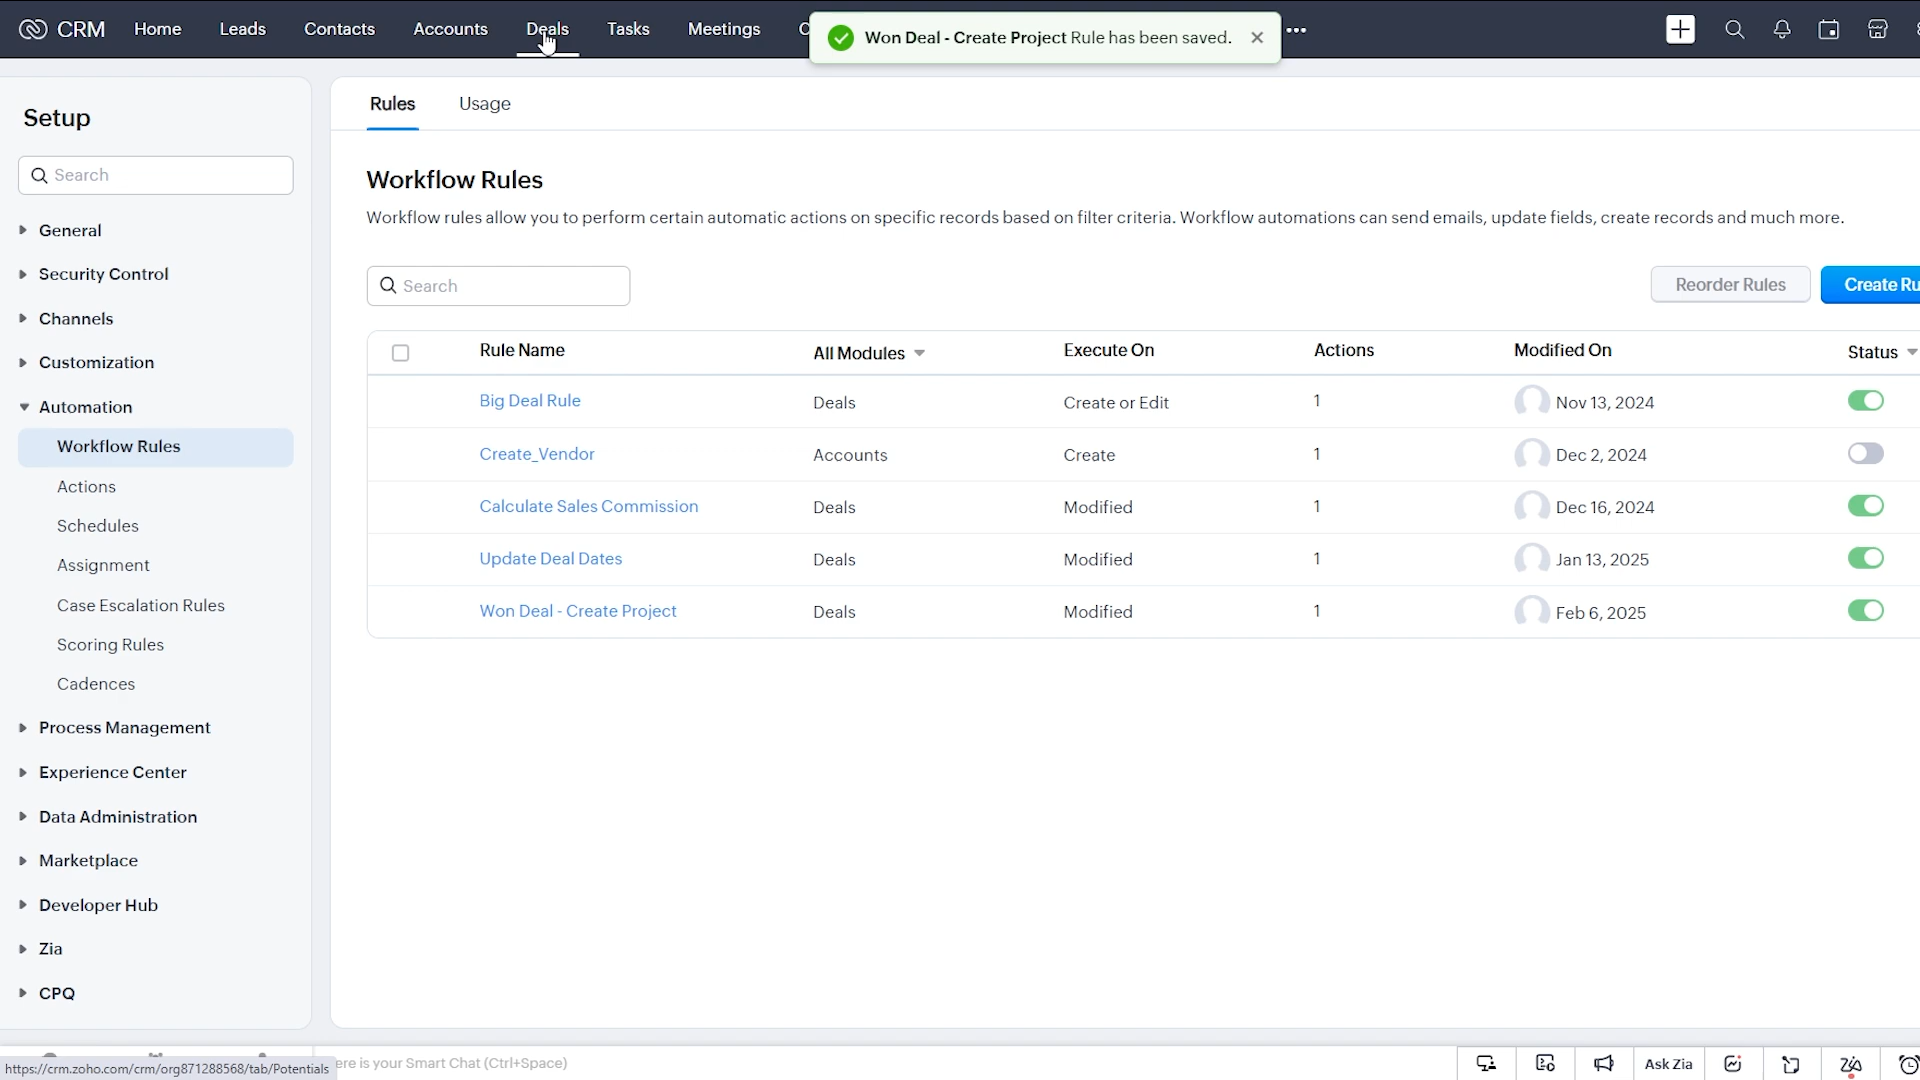 CRM Home Leads Contacts Accounts Deals Tasks Meetings
Won Deal - Create Project Rule has been saved.
Setup
Search
General
Security Control
Channels
Customization
Automation
Workflow Rules
Actions
Schedules
Assignment
Case Escalation Rules
Scoring Rules
Cadences
Process Management
Experience Center
Data Administration
Marketplace
Developer Hub
Zia
CPQ
Rules Usage
Workflow Rules
Workflow rules allow you to perform certain automatic actions on specific records based on filter criteria. Workflow automations can send emails, update fields, create records and much more.
Search Reorder Rules Create Ru
Rule Name All Modules Execute On Actions Modified On Status
Big Deal Rule Deals Create or Edit 1 Nov 13, 2024
Create_Vendor Accounts Create 1 Dec 2, 2024
Calculate Sales Commission Deals Modified 1 Dec 16, 2024
Update Deal Dates Deals Modified 1 Jan 13, 2025
Won Deal - Create Project Deals Modified 1 Feb 6, 2025
https://crm.zoho.com/crm/org871288568/tab/Potentials ere is your Smart Chat (Ctrl+Space) Ask Zia